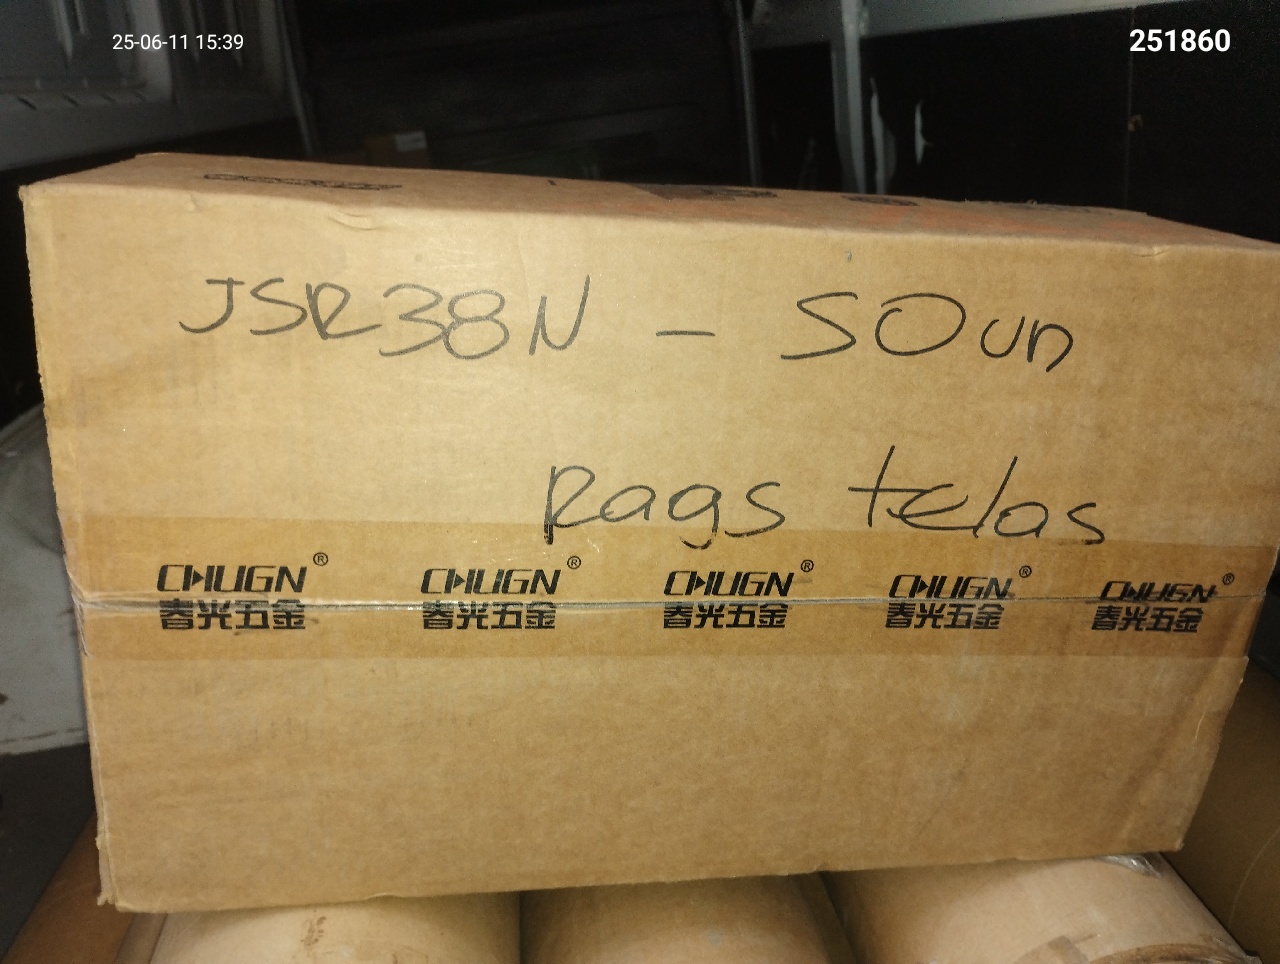 25-06-11 15:39
251860
JSR38N - 50un
Rags telas
CHUGN® CHUGN® CHUGN® CHUGN® CHUGN®
春光五金 春光五金 春光五金 春光五金 春光五金